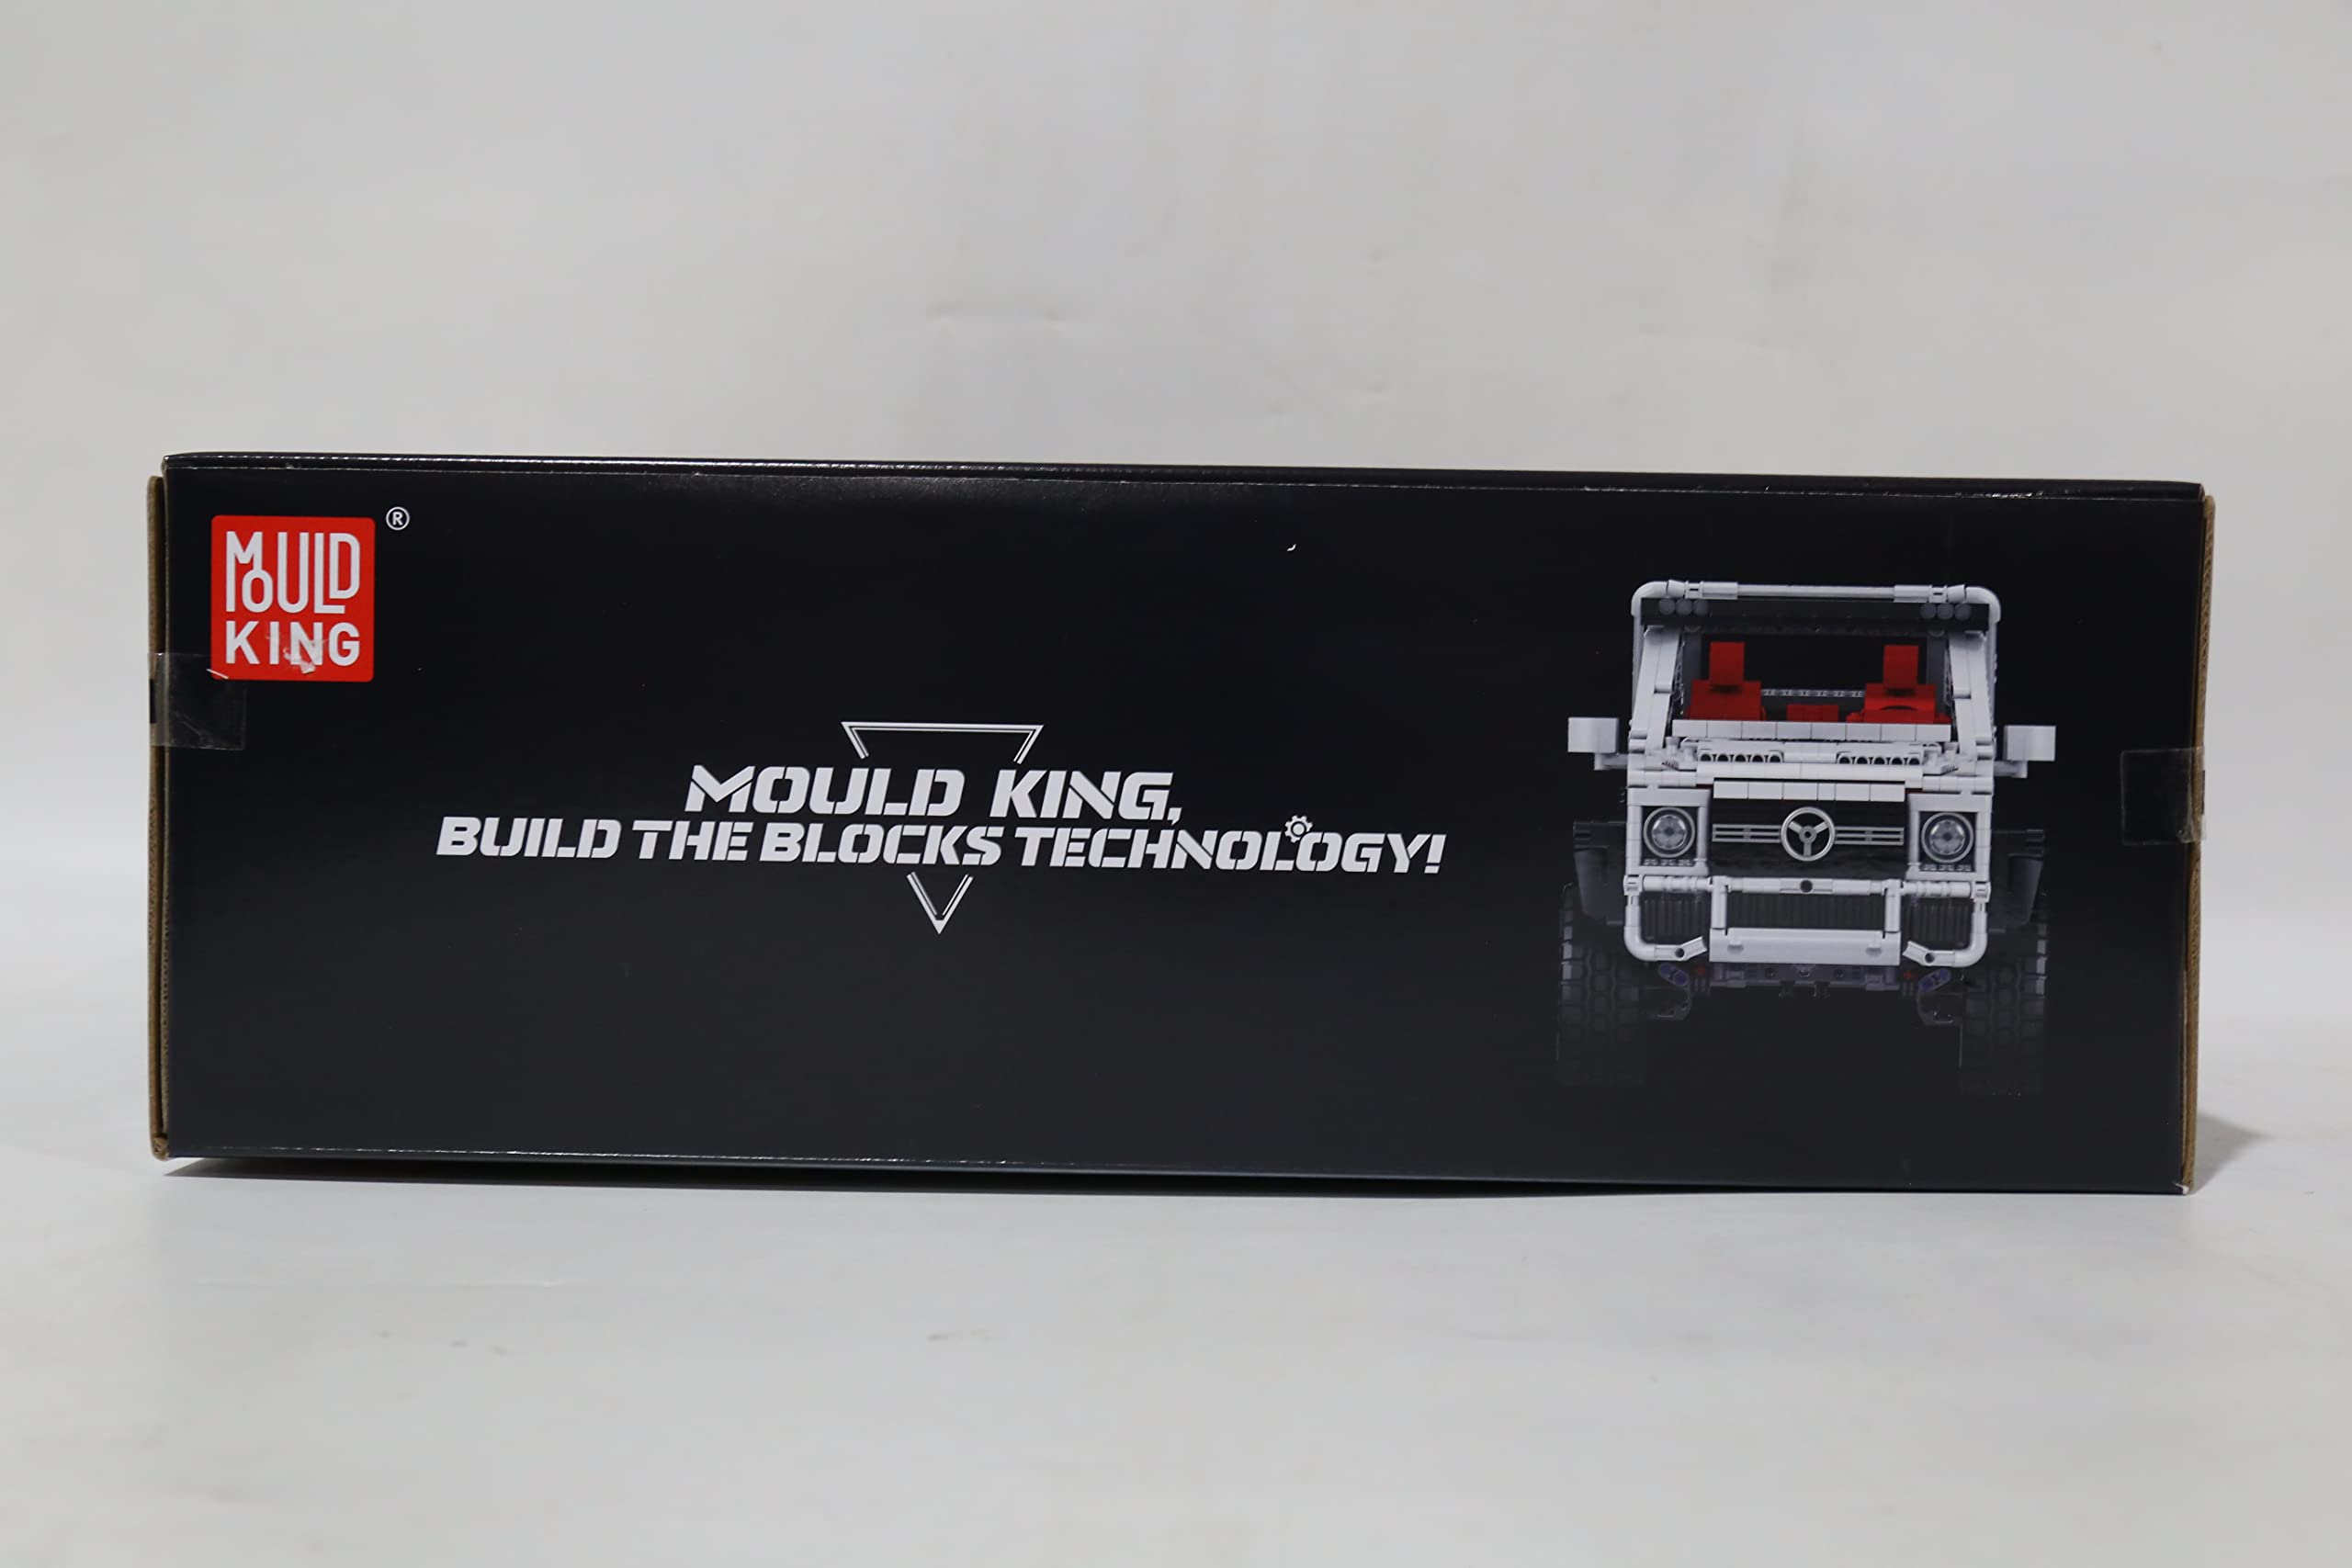 MOULD
KING
®
MOULD KING,
BUILD THE BLOCKS TECHNOLOGY!